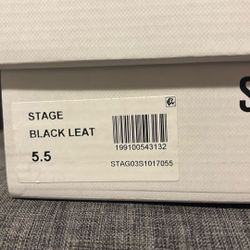 STAGE
BLACK LEAT
5.5
199100543132
STAG03S1017055
S